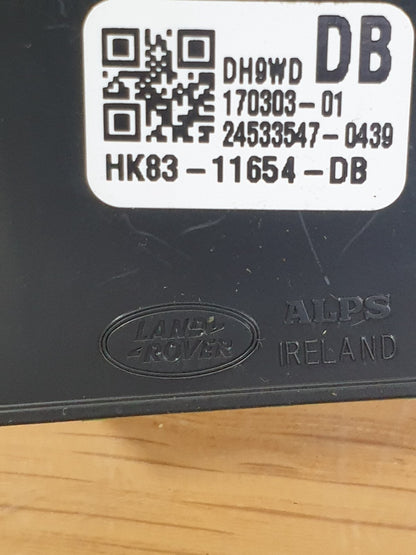 DB
DH9WD
170303-01
24533547-0439
HK83-11654-DB
LAND
-ROVER
ALPS
IRELAND